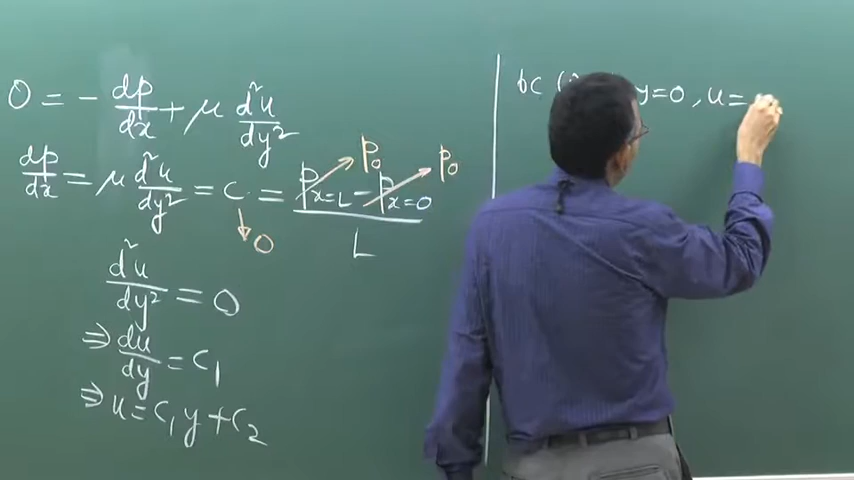 0 = - dp/dx + μ d²u/dy²
dp/dx = μ d²u/dy² = c = (p|x=L - p|x=0)/L
p₀
p₀
0
d²u/dy² = 0
⇒ du/dy = c₁
⇒ u = c₁y + c₂
bc (i) y=0, u=